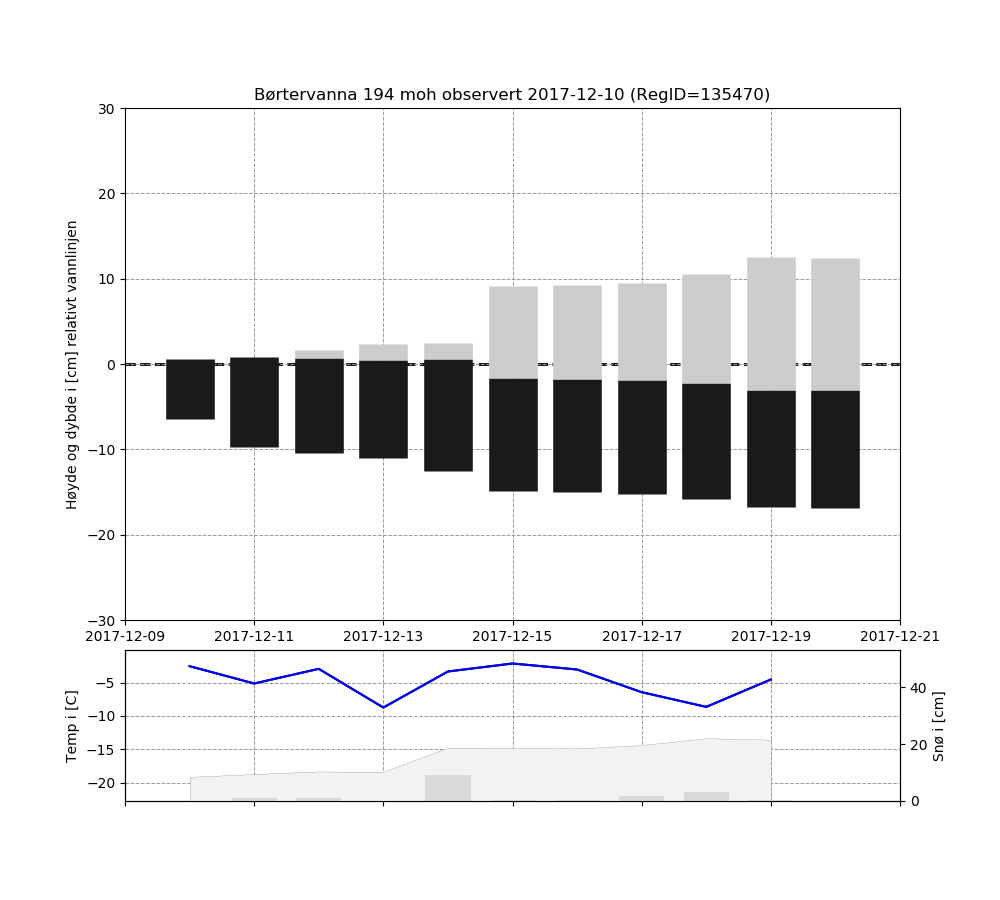 Børtervanna 194 moh observert 2017-12-10 (RegID=135470)
Høyde og dybde i [cm] relativt vannlinjen
30
20
10
0
−10
−20
−30
2017-12-09 2017-12-11 2017-12-13 2017-12-15 2017-12-17 2017-12-19 2017-12-21
Temp i [C]
−5
−10
−15
−20
40
20
0
Snø i [cm]